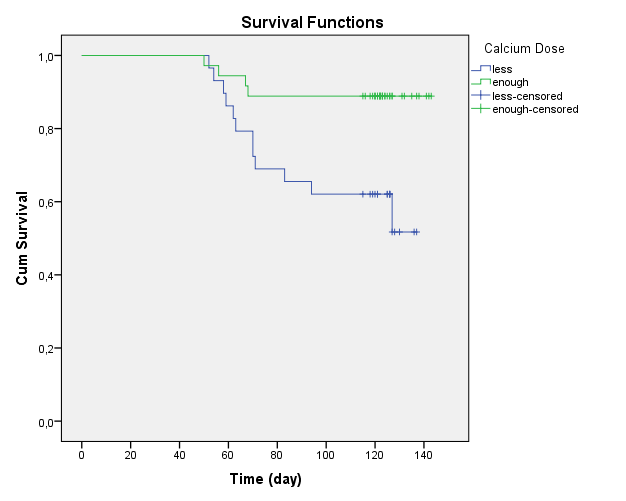 Survival Functions
Calcium Dose
less
enough
less-censored
enough-censored
Cum Survival
1,0
0,8
0,6
0,4
0,2
0,0
0 20 40 60 80 100 120 140
Time (day)